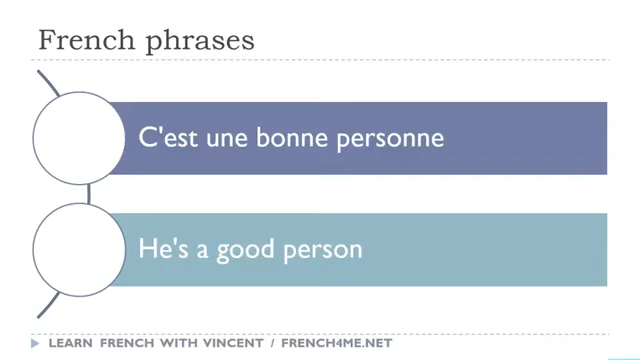 French phrases
C'est une bonne personne
He's a good person
LEARN FRENCH WITH VINCENT / FRENCH4ME.NET